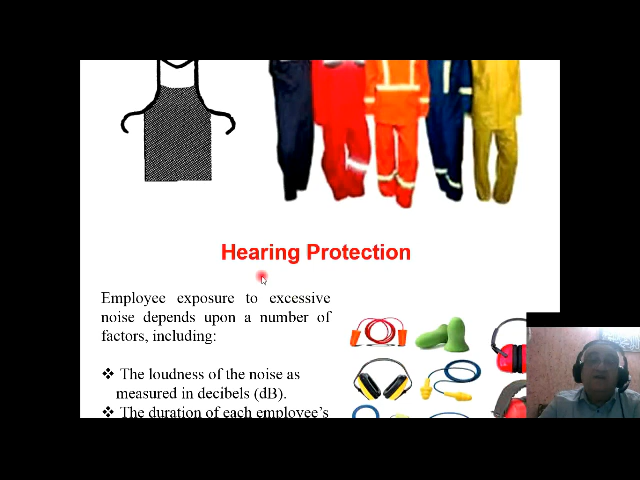 Hearing Protection
Employee exposure to excessive
noise depends upon a number of
factors, including:
❖ The loudness of the noise as
measured in decibels (dB).
❖ The duration of each employee's